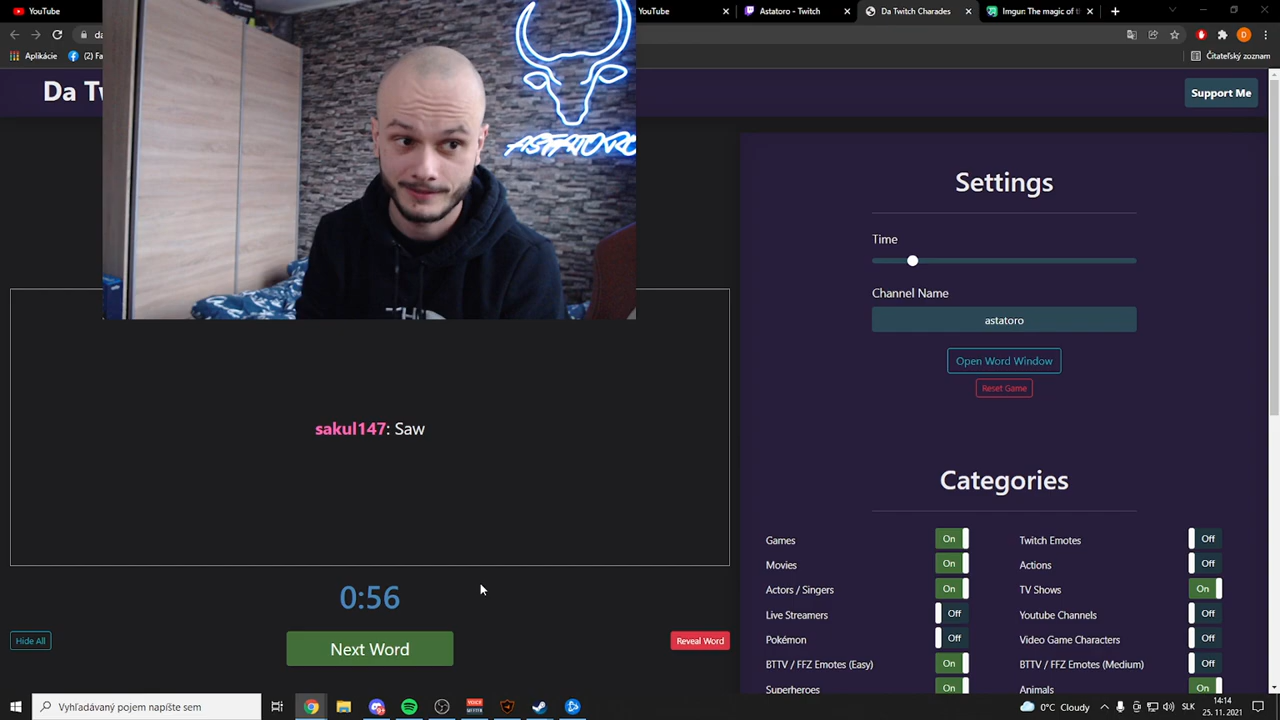 YouTube
YouTube
Astatoro - Twitch
Da Twitch Charades
Imgur: The magic of t
da
Aplikácie
(2) Fa
Čitateľský zoznam
Da Tw
Support Me
ASTATORO
Settings
Time
Channel Name
astatoro
Open Word Window
Reset Game
sakul147: Saw
0:56
Hide All
Next Word
Reveal Word
Categories
Games On
Twitch Emotes Off
Movies On
Actions Off
Actors / Singers On
TV Shows On
Live Streamers Off
Youtube Channels Off
Pokémon Off
Video Game Characters Off
BTTV / FFZ Emotes (Easy) On
BTTV / FFZ Emotes (Medium) Off
Superheroes On
Animals On
Vyhľadávaný pojem napíšte sem
VOICE
0°C Cloudy
SLK
14:14
25. 11. 2021